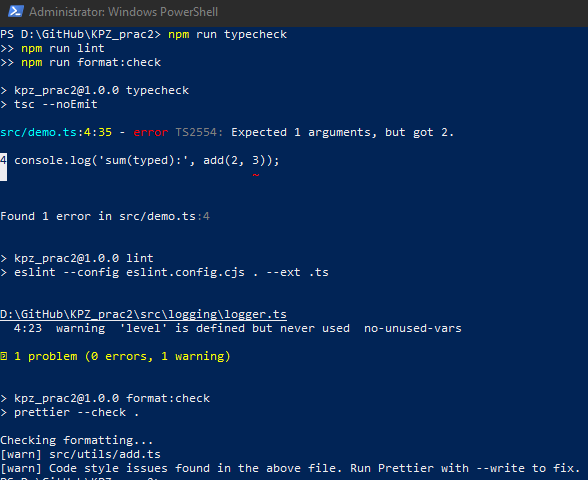 Administrator: Windows PowerShell
PS D:\GitHub\KPZ_prac2> npm run typecheck
>> npm run lint
>> npm run format:check
> kpz_prac2@1.0.0 typecheck
> tsc --noEmit
src/demo.ts:4:35 - error TS2554: Expected 1 arguments, but got 2.
4 console.log('sum(typed):', add(2, 3));
~
Found 1 error in src/demo.ts:4
> kpz_prac2@1.0.0 lint
> eslint --config eslint.config.cjs . --ext .ts
D:\GitHub\KPZ_prac2\src\logging\logger.ts
4:23 warning 'level' is defined but never used no-unused-vars
1 problem (0 errors, 1 warning)
> kpz_prac2@1.0.0 format:check
> prettier --check .
Checking formatting...
[warn] src/utils/add.ts
[warn] Code style issues found in the above file. Run Prettier with --write to fix.
PS D:\GitHub\KPZ_prac2>